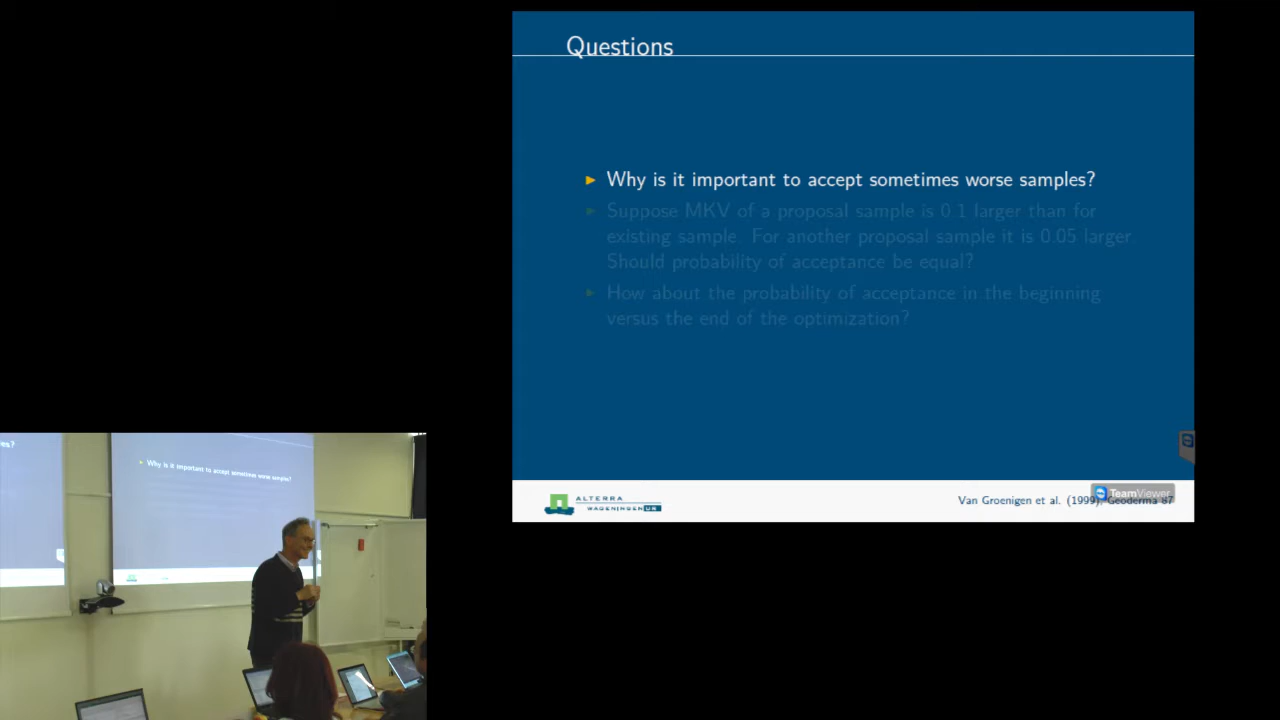 Questions
Why is it important to accept sometimes worse samples?
Suppose MKV of a proposal sample is 0.1 larger than for
existing sample. For another proposal sample it is 0.05 larger.
Should probability of acceptance be equal?
How about the probability of acceptance in the beginning
versus the end of the optimization?
ALTERRA
WAGENINGEN UR
Van Groenigen et al. (1999), Geoderma 87
TeamViewer
Why is it important to accept sometimes worse samples?